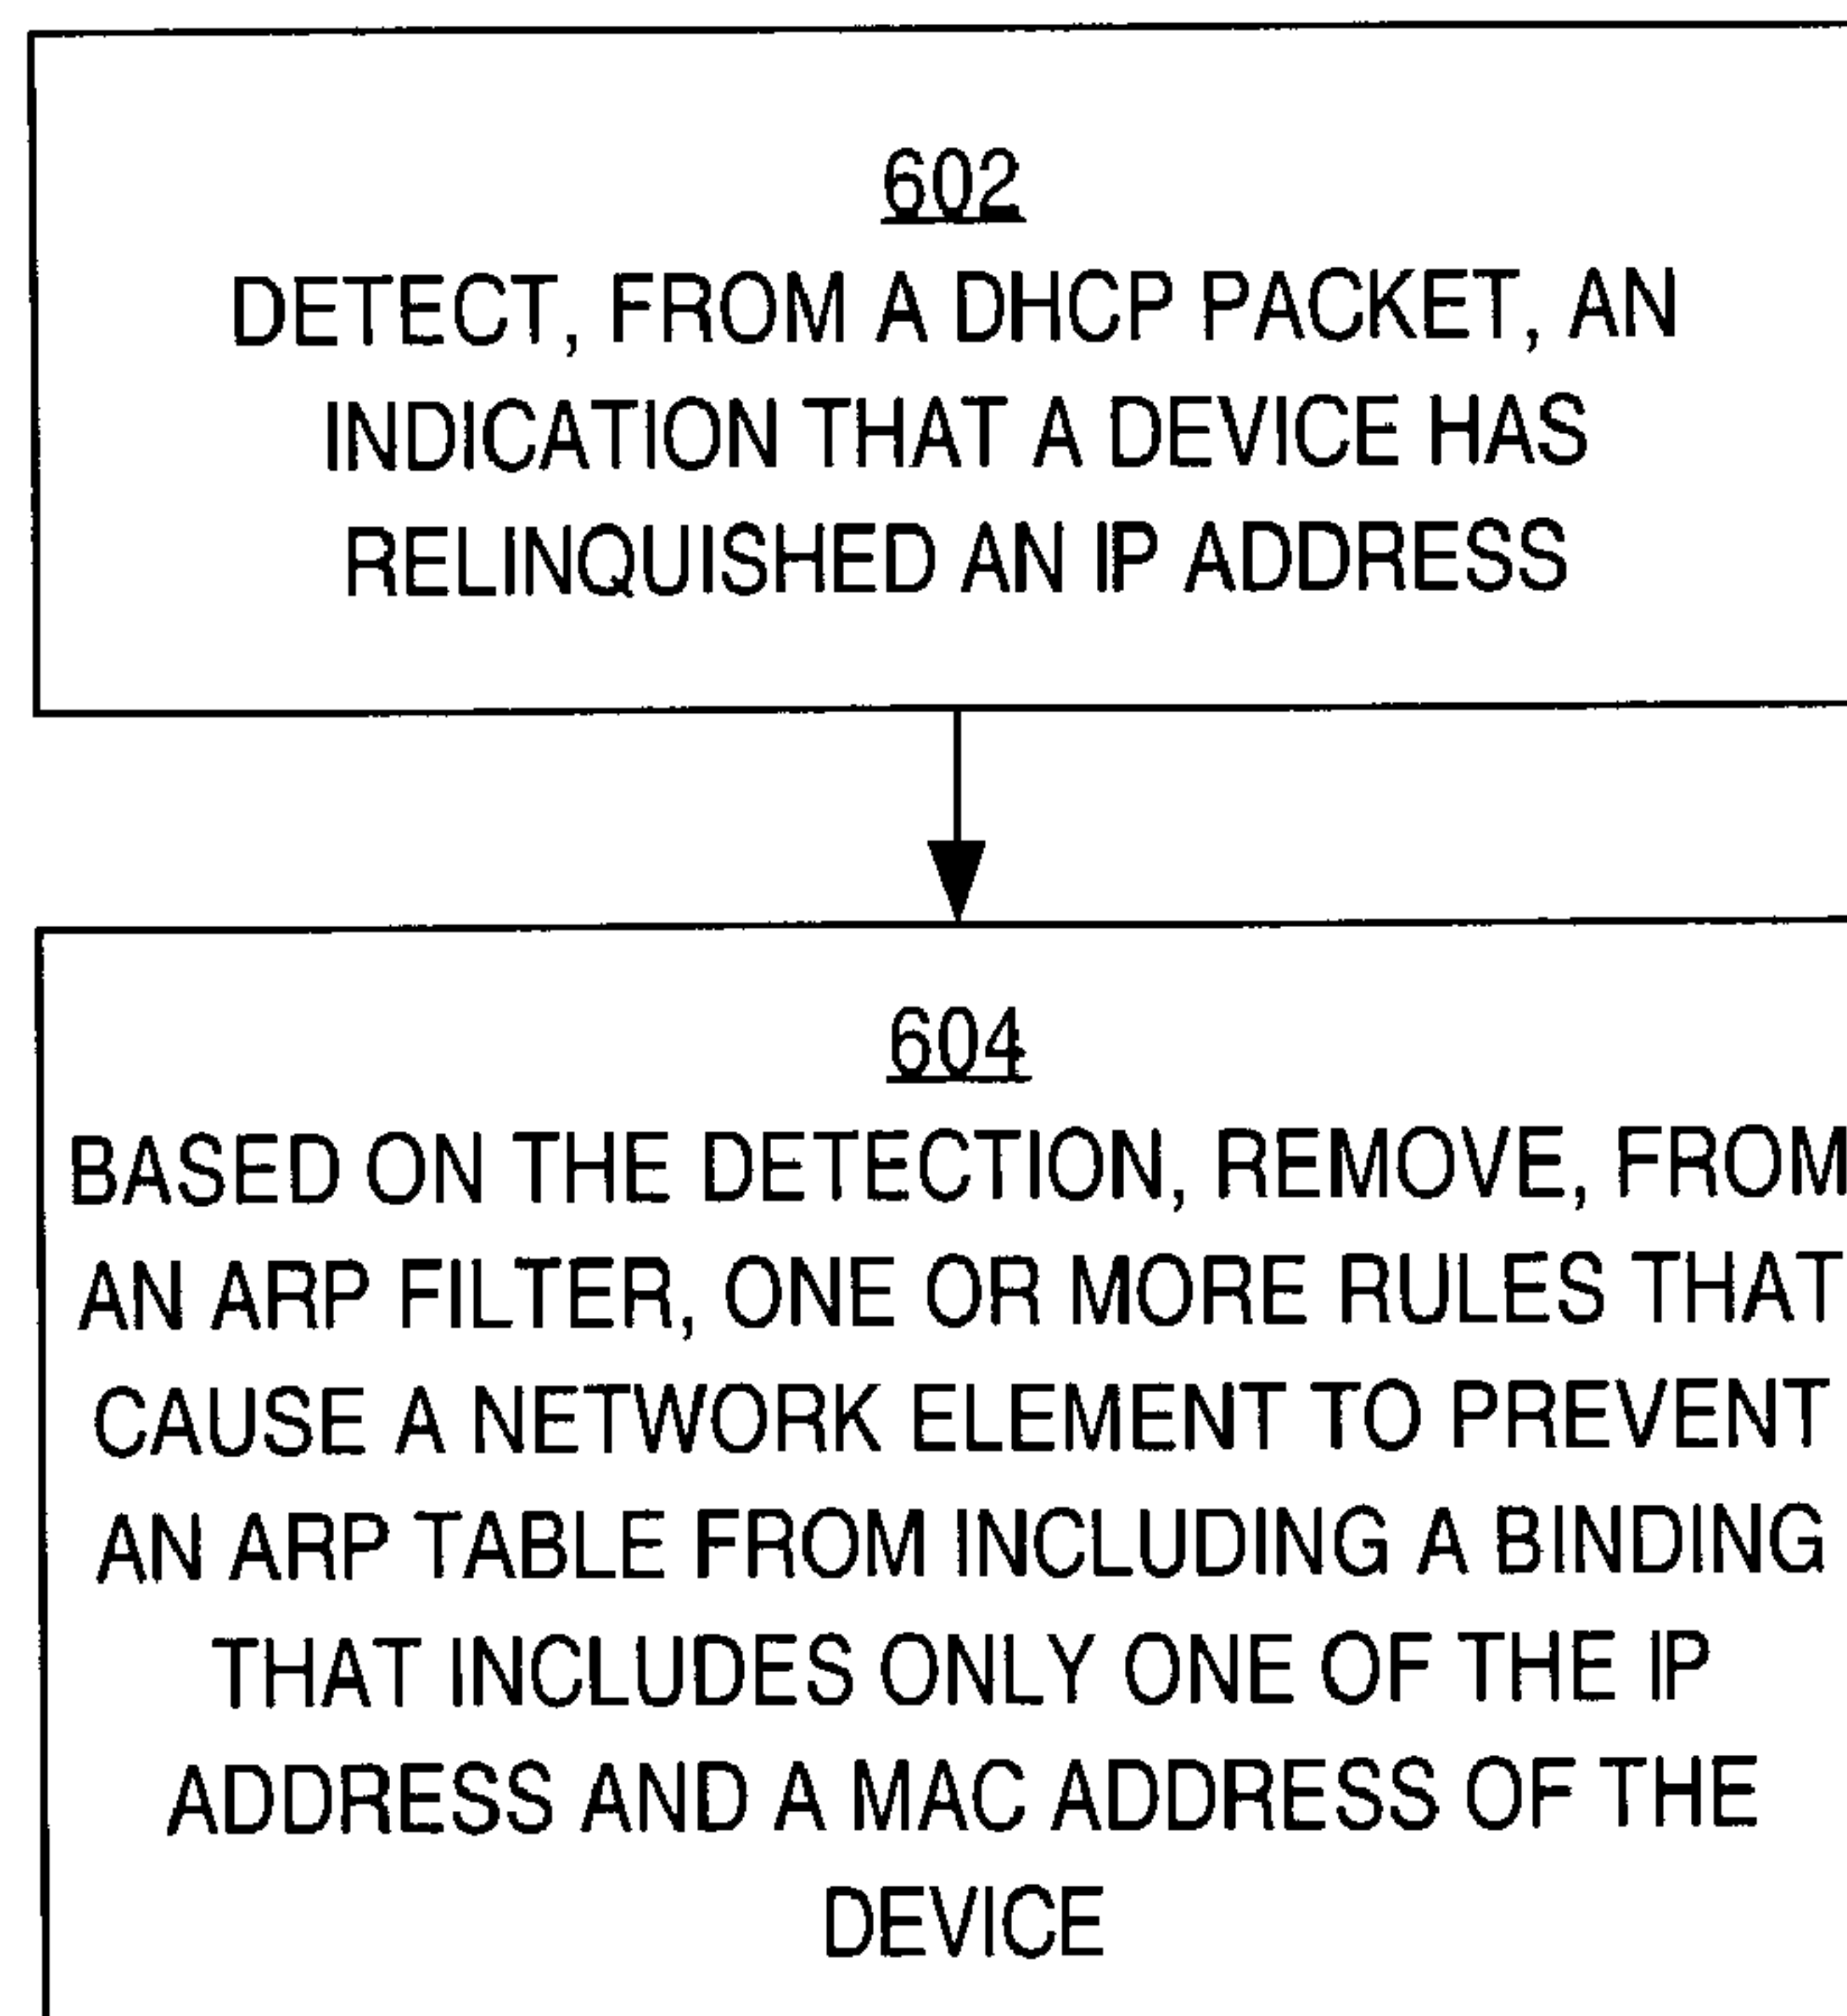 602
DETECT, FROM A DHCP PACKET, AN
INDICATION THAT A DEVICE HAS
RELINQUISHED AN IP ADDRESS
604
BASED ON THE DETECTION, REMOVE, FROM
AN ARP FILTER, ONE OR MORE RULES THAT
CAUSE A NETWORK ELEMENT TO PREVENT
AN ARP TABLE FROM INCLUDING A BINDING
THAT INCLUDES ONLY ONE OF THE IP
ADDRESS AND A MAC ADDRESS OF THE
DEVICE